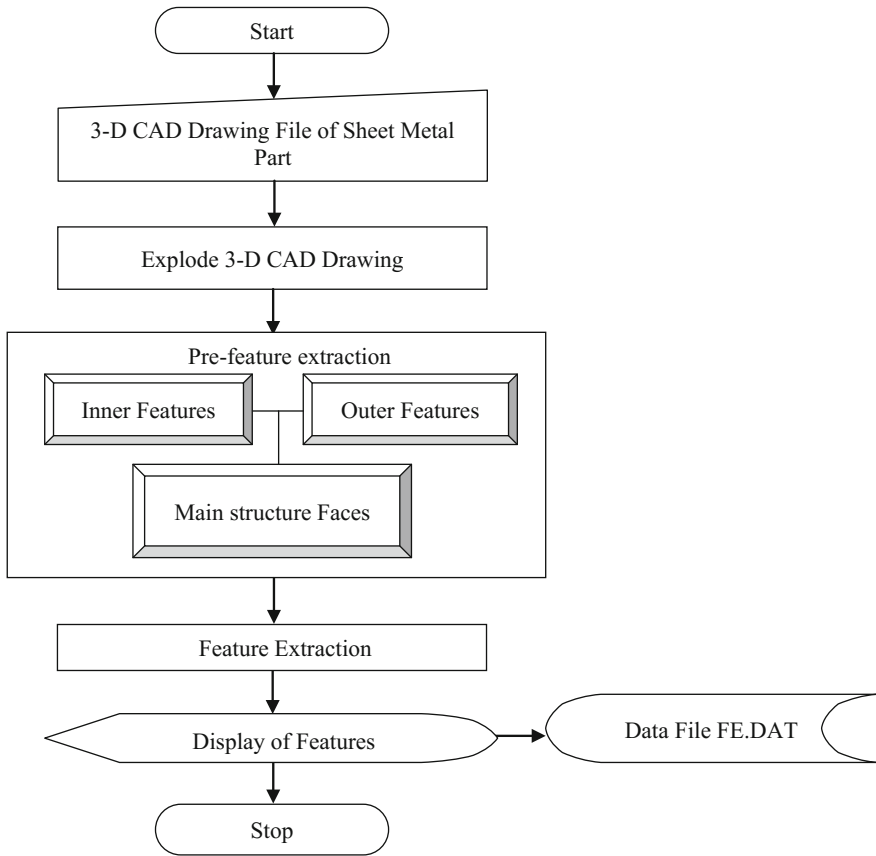 Start
3-D CAD Drawing File of Sheet Metal
Part
Explode 3-D CAD Drawing
Pre-feature extraction
Inner Features
Outer Features
Main structure Faces
Feature Extraction
Display of Features
Data File FE.DAT
Stop